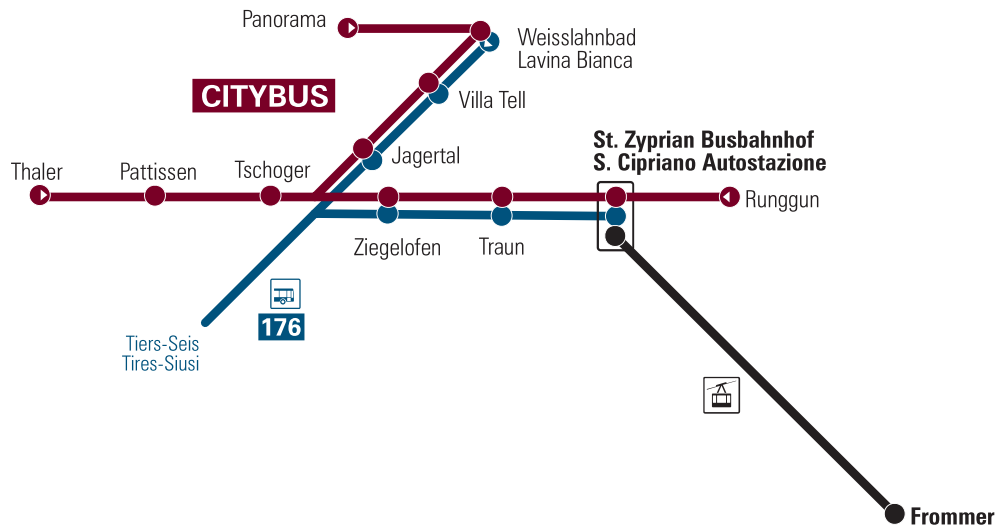 Panorama
Weisslahnbad
Lavina Bianca
CITYBUS
Villa Tell
St. Zyprian Busbahnhof
S. Cipriano Autostazione
Jagertal
Thaler
Pattissen
Tschoger
Runggun
Ziegelofen
Traun
176
Tiers-Seis
Tires-Siusi
Frommer